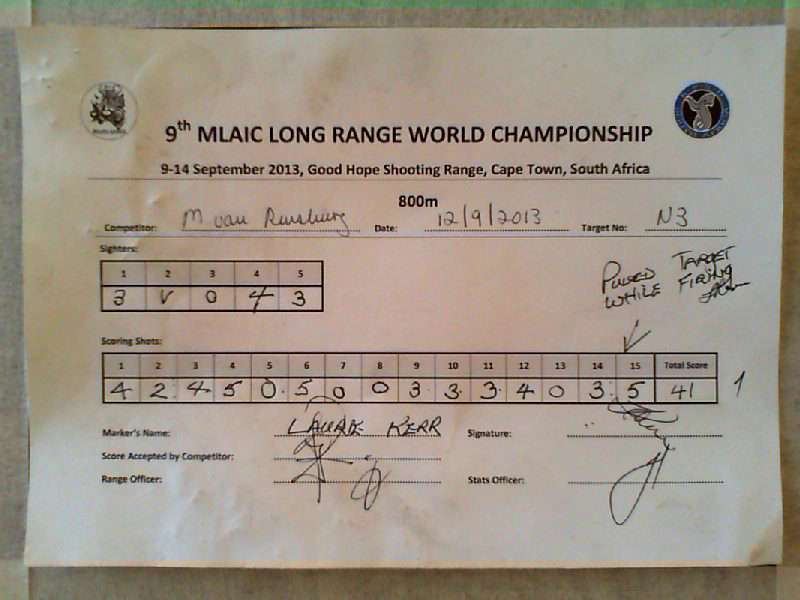 9th MLAIC LONG RANGE WORLD CHAMPIONSHIP
9-14 September 2013, Good Hope Shooting Range, Cape Town, South Africa
800m
Competitor: M van Rensburg Date: 12/9/2013 Target No: N3
Sighters:
1 2 3 4 5
3 V 0 4 3
PULLED TARGET
WHILE FIRING
Scoring Shots:
1 2 3 4 5 6 7 8 9 10 11 12 13 14 15 Total Score
4 2 4 5 0 5 0 0 3 3 3 4 0 3 5 41 1
Marker's Name: LAURIE KERR Signature:
Score Accepted by Competitor:
Range Officer: Stats Officer: